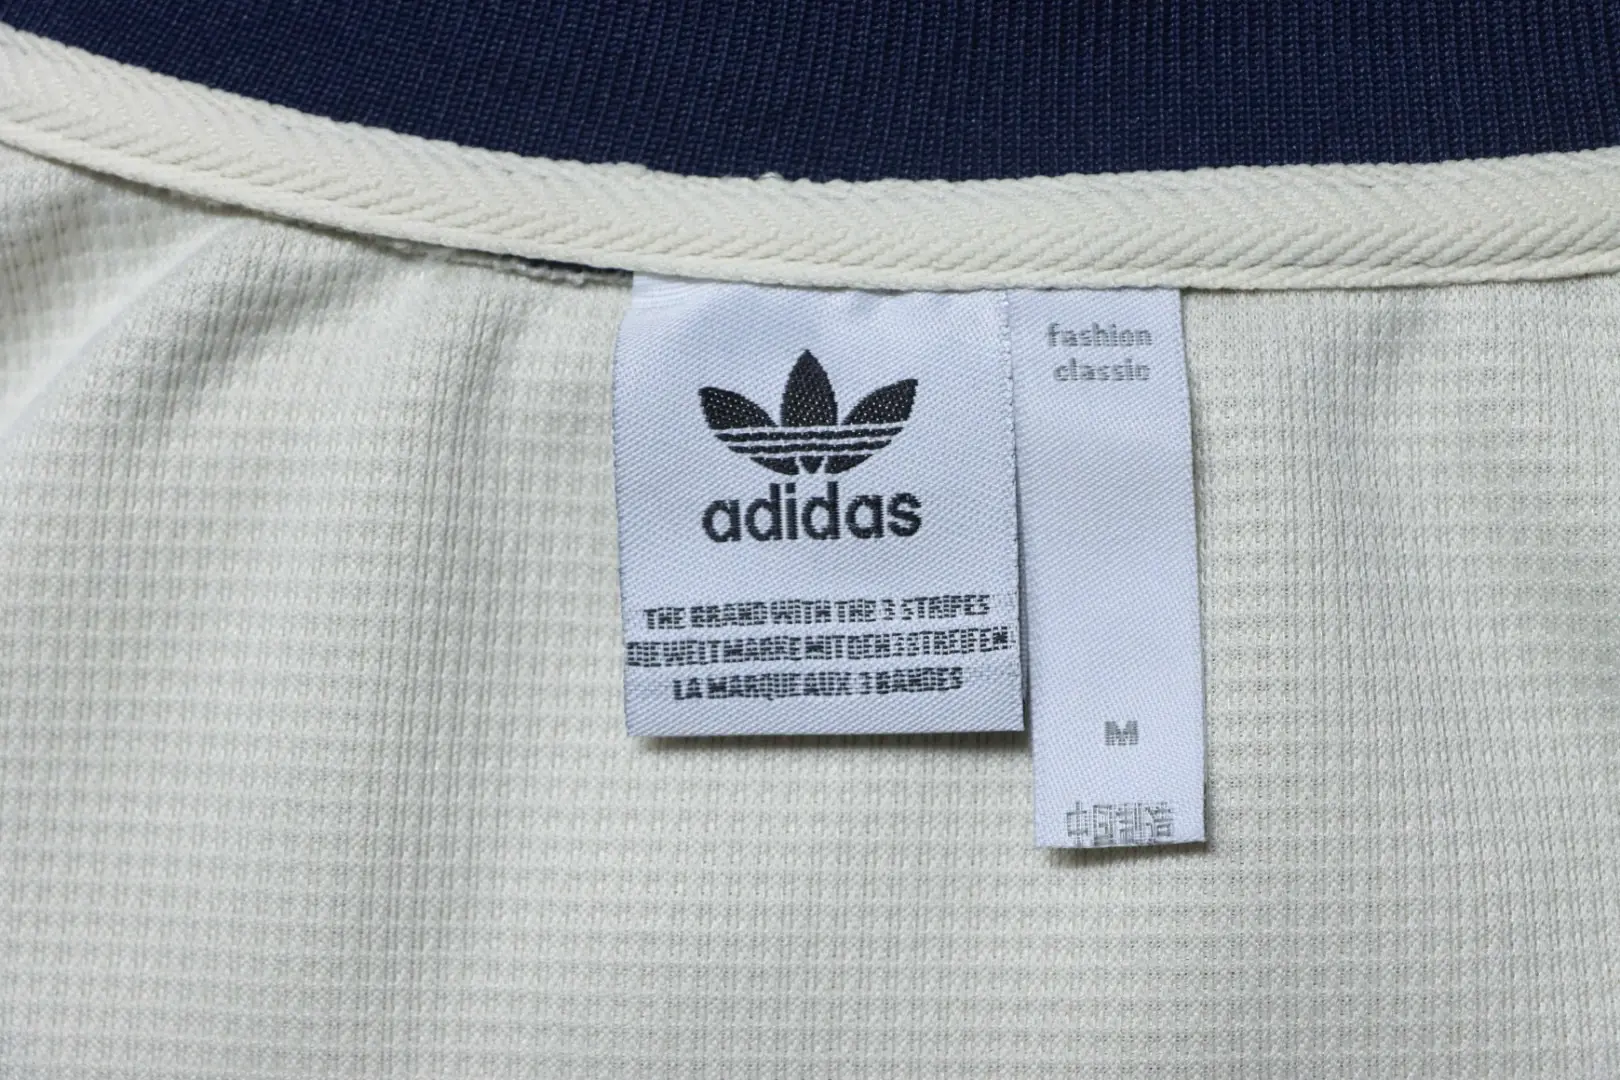 adidas
THE BRAND WITH THE 3 STRIPES
DIE WELTMARKE MIT DEN 3 STREIFEN
LA MARQUE AUX 3 BANDES
fashion
classic
M
中国制造